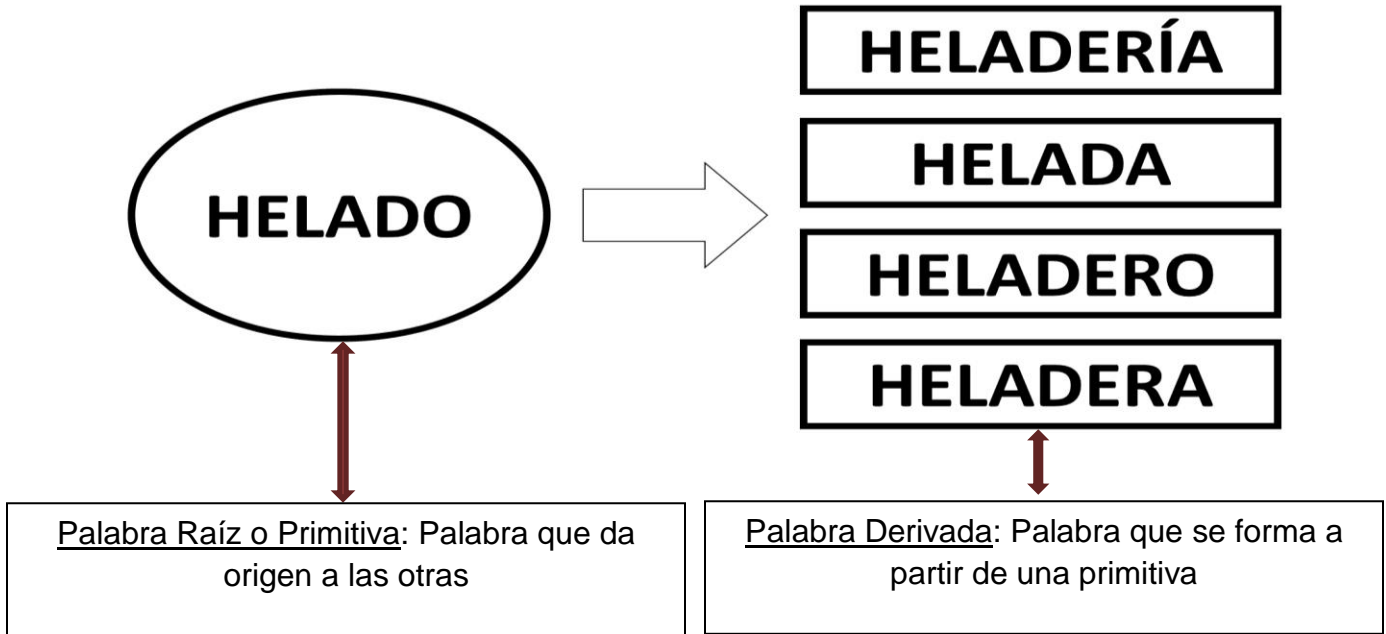 HELADO
HELADERÍA
HELADA
HELADERO
HELADERA
Palabra Raíz o Primitiva: Palabra que da
origen a las otras
Palabra Derivada: Palabra que se forma a
partir de una primitiva